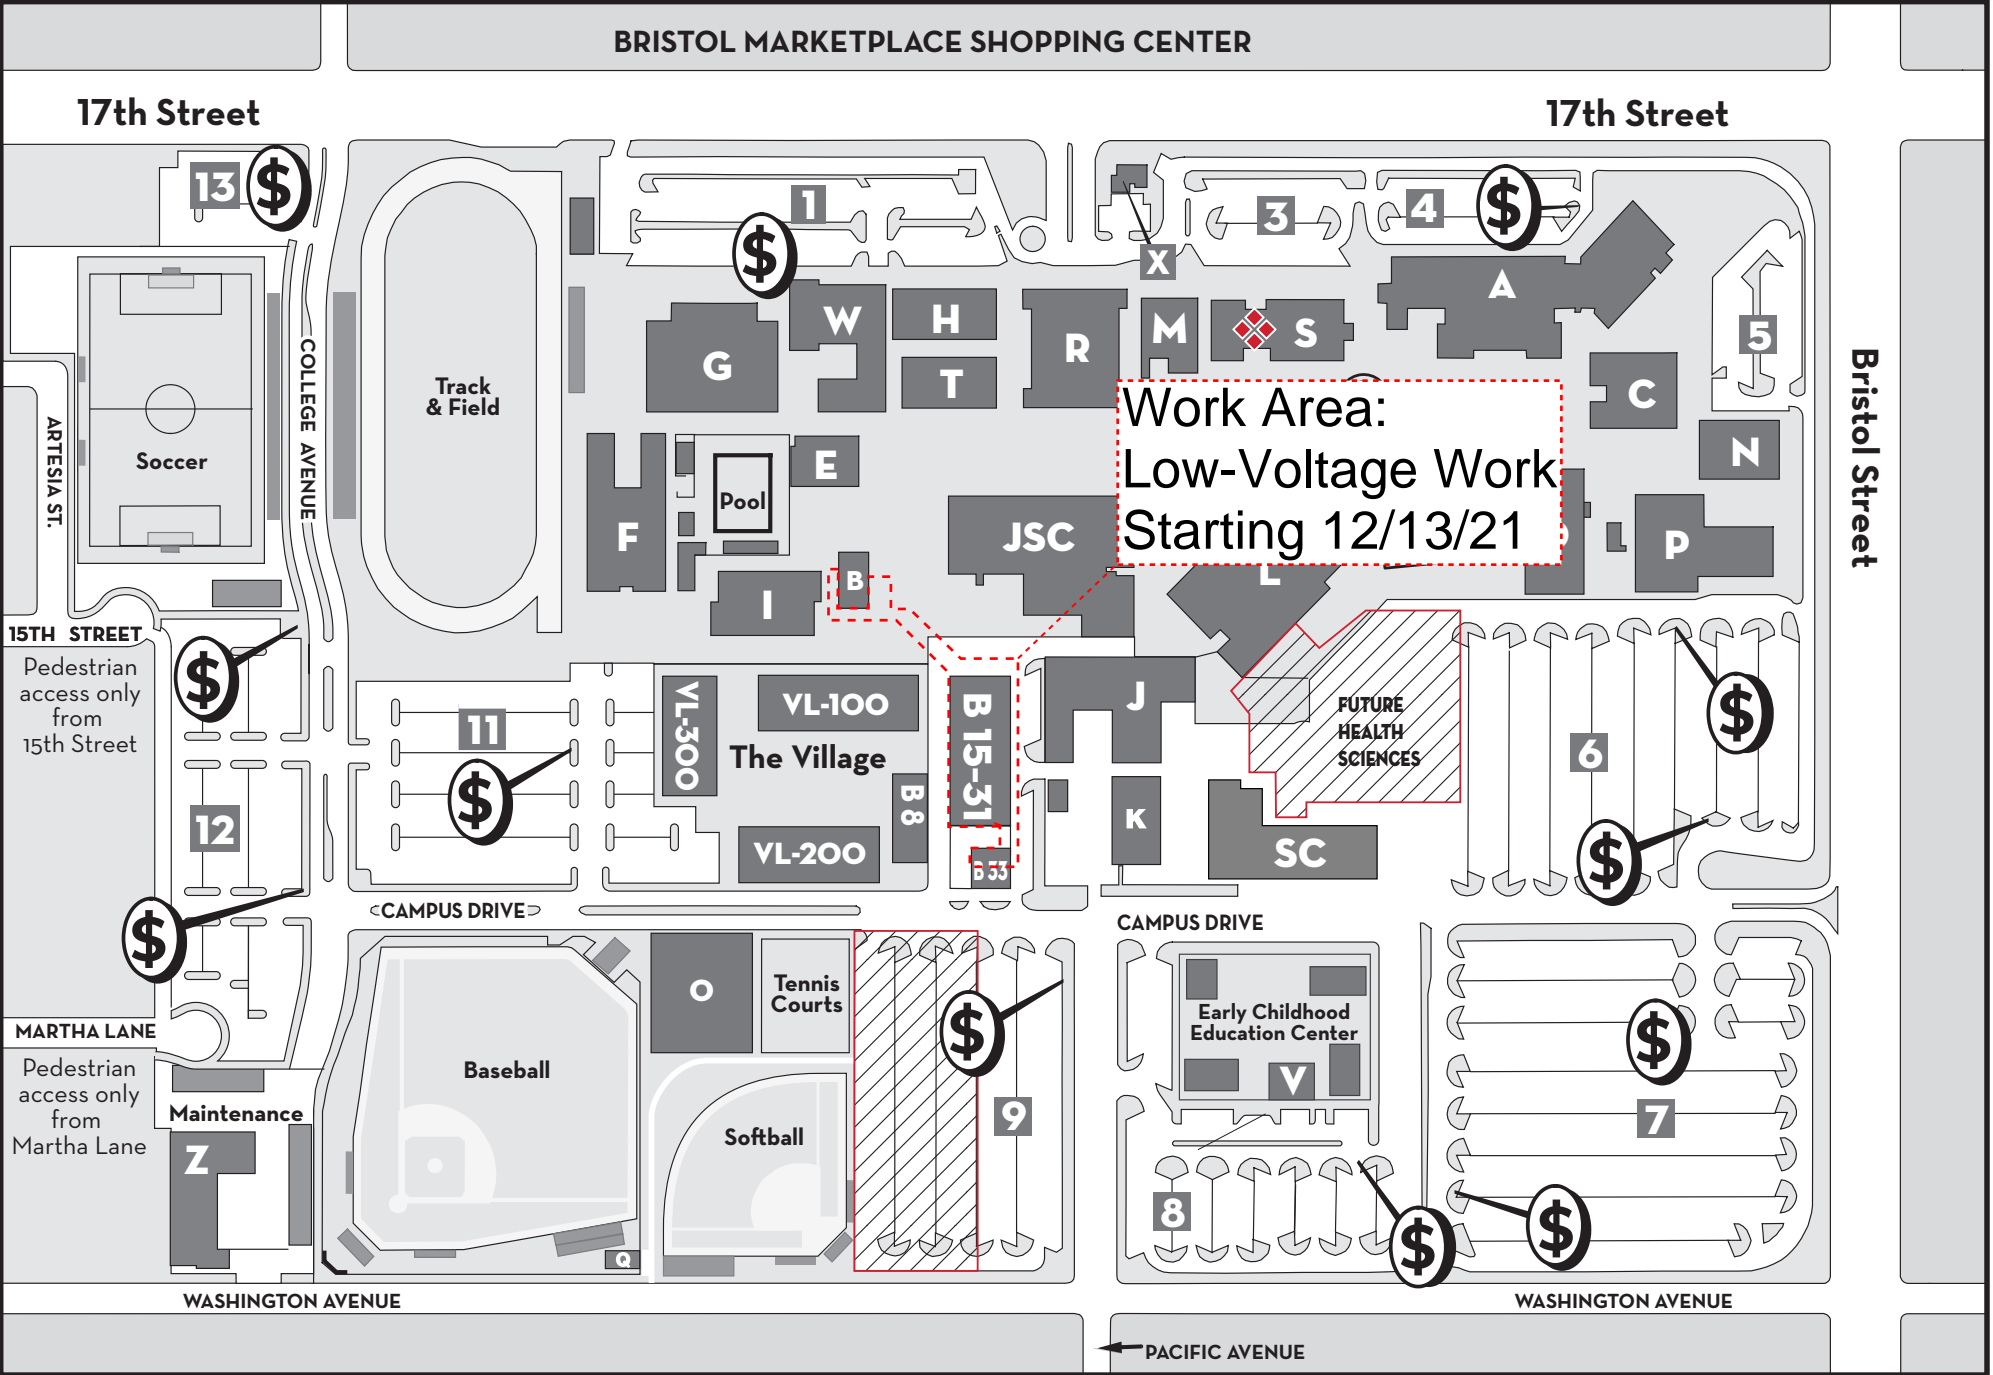 BRISTOL MARKETPLACE SHOPPING CENTER
17th Street
17th Street
13
$
1
$
3
4
$
X
A
5
W
H
R
M
S
G
T
C
COLLEGE AVENUE
Track
& Field
Bristol Street
ARTESIA ST.
Soccer
Work Area:
Low-Voltage Work
Starting 12/13/21
N
E
Pool
F
JSC
P
L
B
I
15TH STREET
Pedestrian
access only
from
15th Street
$
11
$
VL-300
VL-100
The Village
B 15-31
J
FUTURE
HEALTH
SCIENCES
6
$
12
B 8
K
VL-200
B 33
SC
$
$
CAMPUS DRIVE
CAMPUS DRIVE
O
Tennis
Courts
$
Early Childhood
Education Center
V
$
MARTHA LANE
Pedestrian
access only
from
Martha Lane
Baseball
Maintenance
Z
Softball
9
7
8
$
$
Q
WASHINGTON AVENUE
WASHINGTON AVENUE
PACIFIC AVENUE